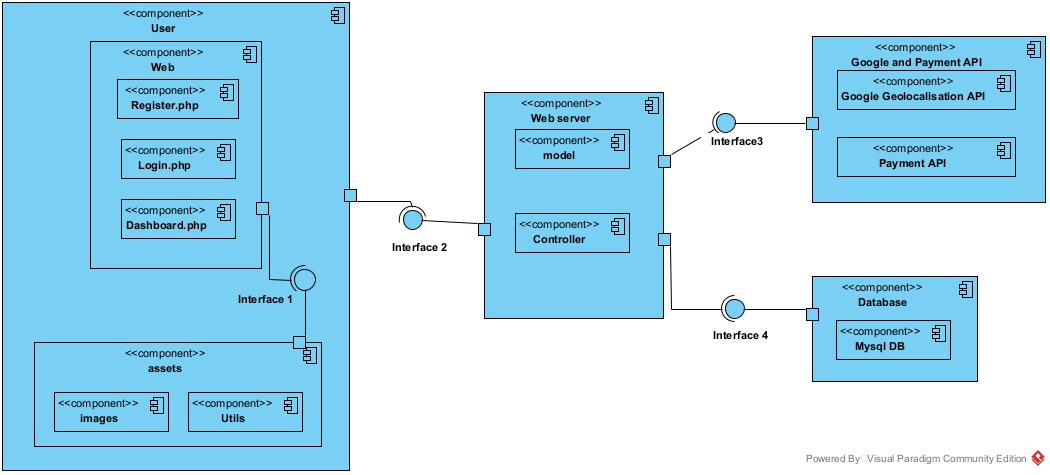 <<component>>
User
<<component>>
Web
<<component>>
Register.php
<<component>>
Login.php
<<component>>
Dashboard.php
Interface 1
<<component>>
assets
<<component>>
images
<<component>>
Utils
Interface 2
<<component>>
Web server
<<component>>
model
<<component>>
Controller
Interface3
Interface 4
<<component>>
Google and Payment API
<<component>>
Google Geolocalisation API
<<component>>
Payment API
<<component>>
Database
<<component>>
Mysql DB
Powered By Visual Paradigm Community Edition